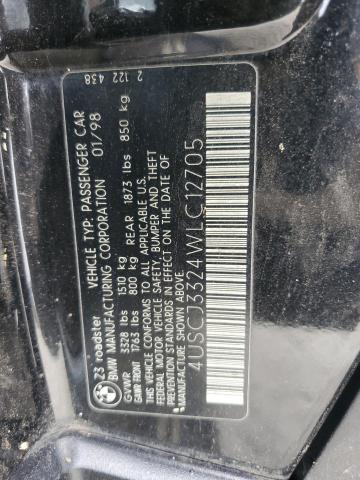 Z3 roadster VEHICLE TYP: PASSENGER CAR
BMW MANUFACTURING CORPORATION 01/98 2 122 438
GVWR 3328 lbs 1510 kg
GAWR FRONT 1763 lbs 800 kg REAR 1873 lbs 850 kg
THIS VEHICLE CONFORMS TO ALL APPLICABLE U.S.
FEDERAL MOTOR VEHICLE SAFETY, BUMPER AND THEFT
PREVENTION STANDARDS IN EFFECT ON THE DATE OF
MANUFACTURE SHOWN ABOVE.
4USCJ3324WLC12705